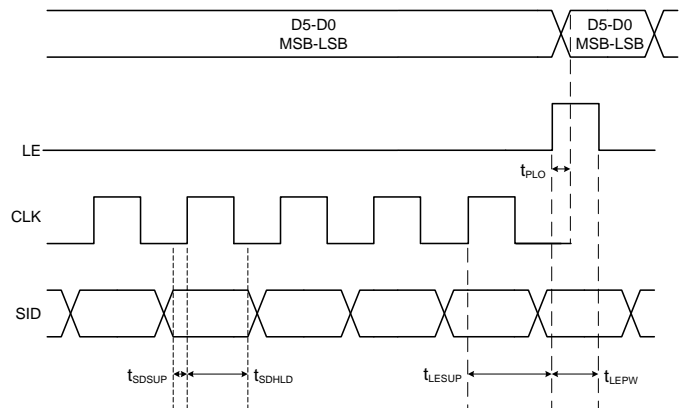 D5-D0
MSB-LSB
D5-D0
MSB-LSB
LE
tPLO
CLK
SID
tSDSUP
tSDHLD
tLESUP
tLEPW